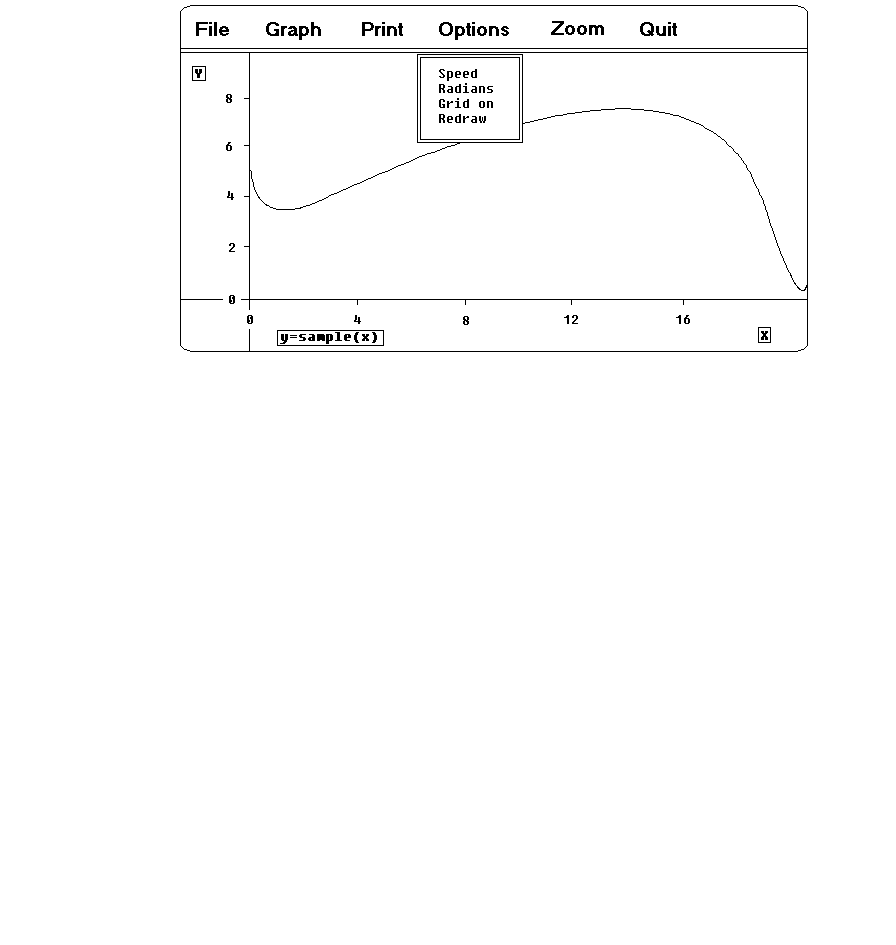 File Graph Print Options Zoom Quit
Speed
Radians
Grid on
Redraw
Y
8
6
4
2
0
0 4 8 12 16
y=sample(x)
X